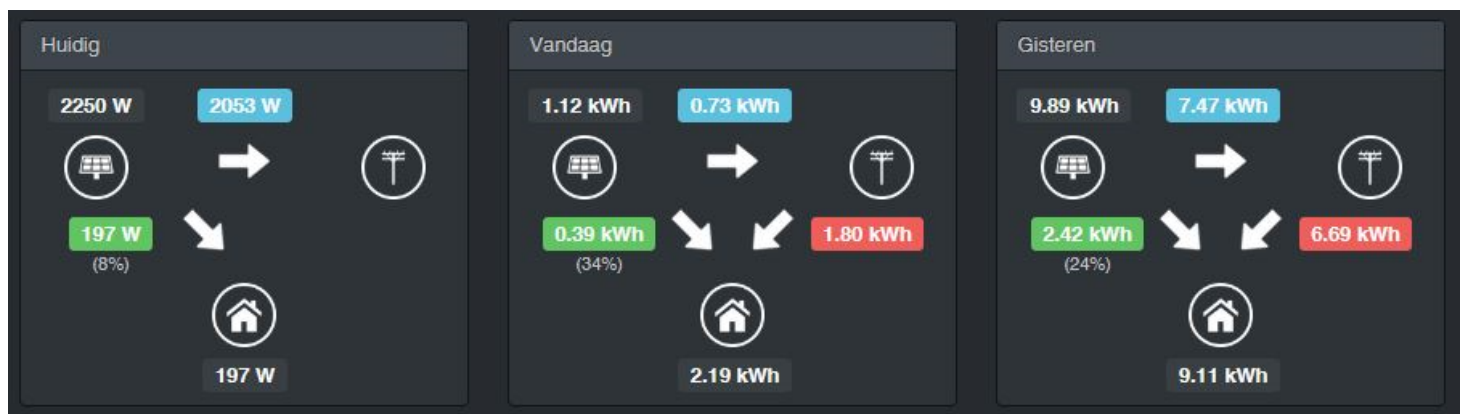 Huidig
2250 W
2053 W
197 W
(8%)
197 W
Vandaag
1.12 kWh
0.73 kWh
0.39 kWh
1.80 kWh
(34%)
2.19 kWh
Gisteren
9.89 kWh
7.47 kWh
2.42 kWh
6.69 kWh
(24%)
9.11 kWh